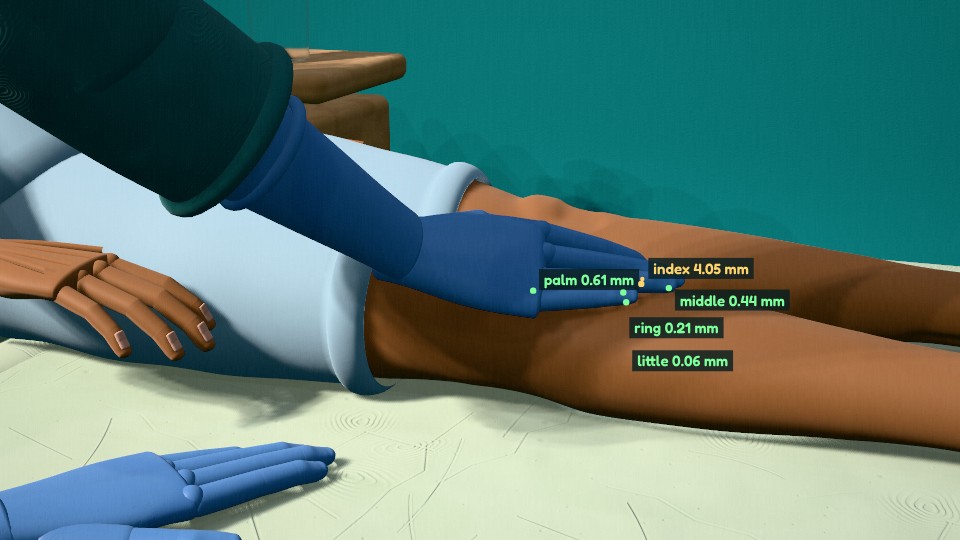 index 4.05 mm
palm 0.61 mm
middle 0.44 mm
ring 0.21 mm
little 0.06 mm